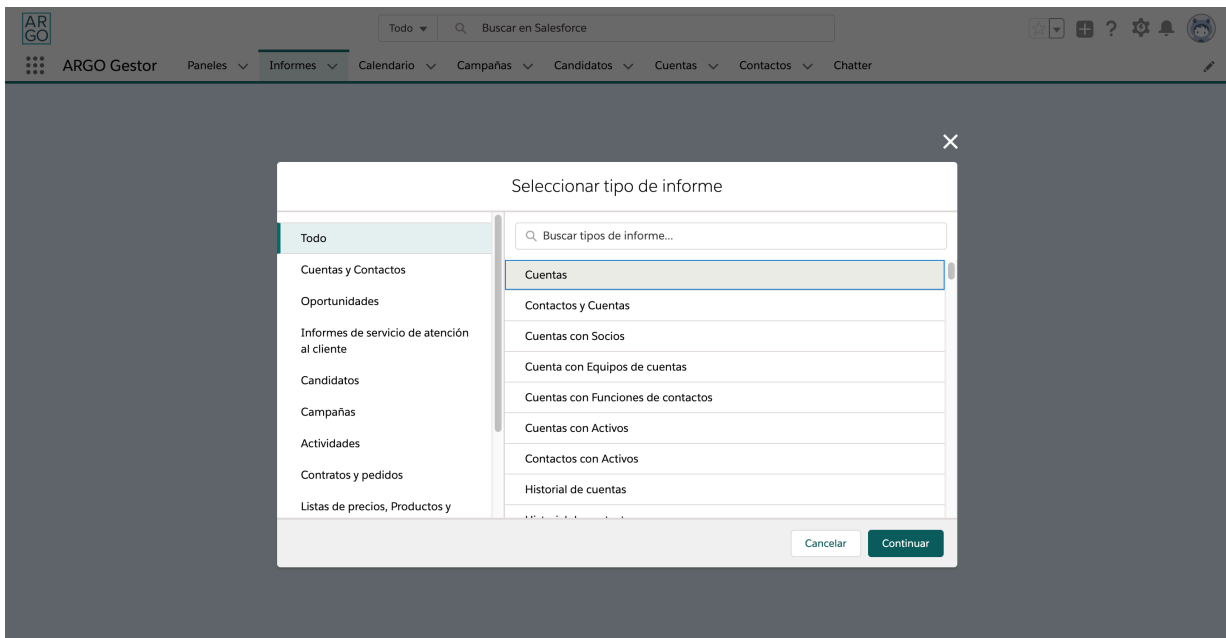 AR
GO
Todo
Buscar en Salesforce
ARGO Gestor
Paneles
Informes
Calendario
Campañas
Candidatos
Cuentas
Contactos
Chatter
Seleccionar tipo de informe
Todo
Cuentas y Contactos
Oportunidades
Informes de servicio de atención
al cliente
Candidatos
Campañas
Actividades
Contratos y pedidos
Listas de precios, Productos y
Buscar tipos de informe...
Cuentas
Contactos y Cuentas
Cuentas con Socios
Cuenta con Equipos de cuentas
Cuentas con Funciones de contactos
Cuentas con Activos
Contactos con Activos
Historial de cuentas
Cancelar
Continuar